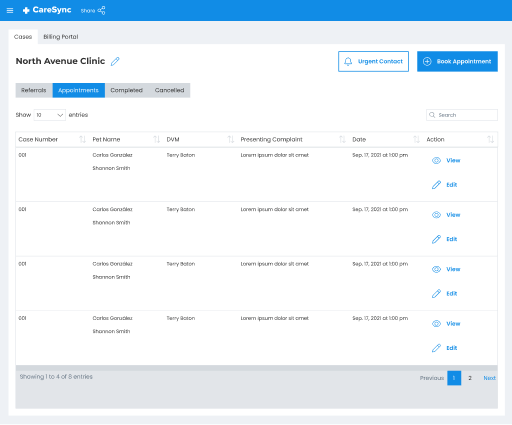 CareSync Share
Cases Billing Portal
North Avenue Clinic Urgent Contact Book Appointment
Referrals Appointments Completed Cancelled
Show 10 entries Search
Case Number Pet Name DVM Presenting Complaint Date Action
001 Carlos González Terry Baton Lorem ipsum dolor sit amet Sep. 17, 2021 at 1:00 pm View
Shannon Smith
Edit
001 Carlos González Terry Baton Lorem ipsum dolor sit amet Sep. 17, 2021 at 1:00 pm View
Shannon Smith
Edit
001 Carlos González Terry Baton Lorem ipsum dolor sit amet Sep. 17, 2021 at 1:00 pm View
Shannon Smith
Edit
001 Carlos González Terry Baton Lorem ipsum dolor sit amet Sep. 17, 2021 at 1:00 pm View
Shannon Smith
Edit
Showing 1 to 4 of 8 entries Previous 1 2 Next